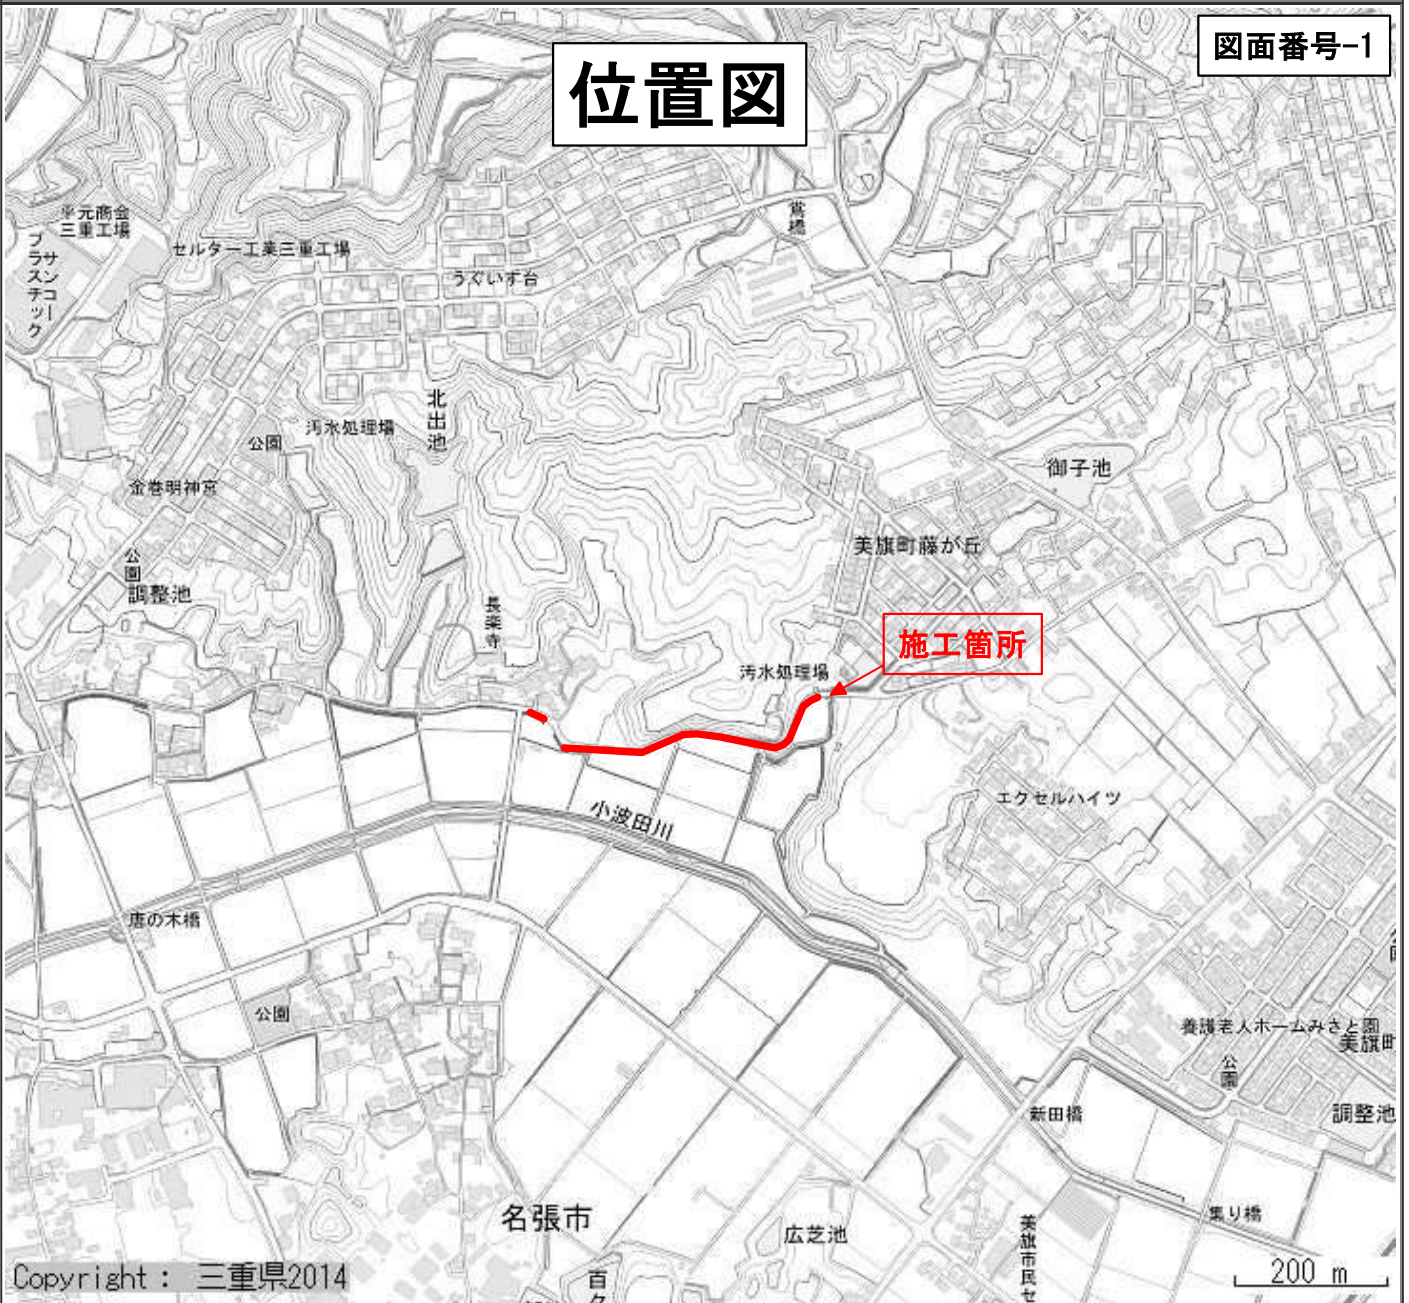 図面番号-1
位置図
平元商会
三重工場
サンコー
プラスチック
セルター工業三重工場
うぐいす台
鴬橋
北出池
汚水処理場
公園
金巻明神宮
御子池
美旗町藤が丘
公園
調整池
長楽寺
施工箇所
汚水処理場
エクセルハイツ
小波田川
唐の木橋
公園
養護老人ホームみさと園
美旗町
公園
新田橋
調整池
集り橋
名張市
広芝池
美旗市民セ
百々
Copyright : 三重県2014
200 m